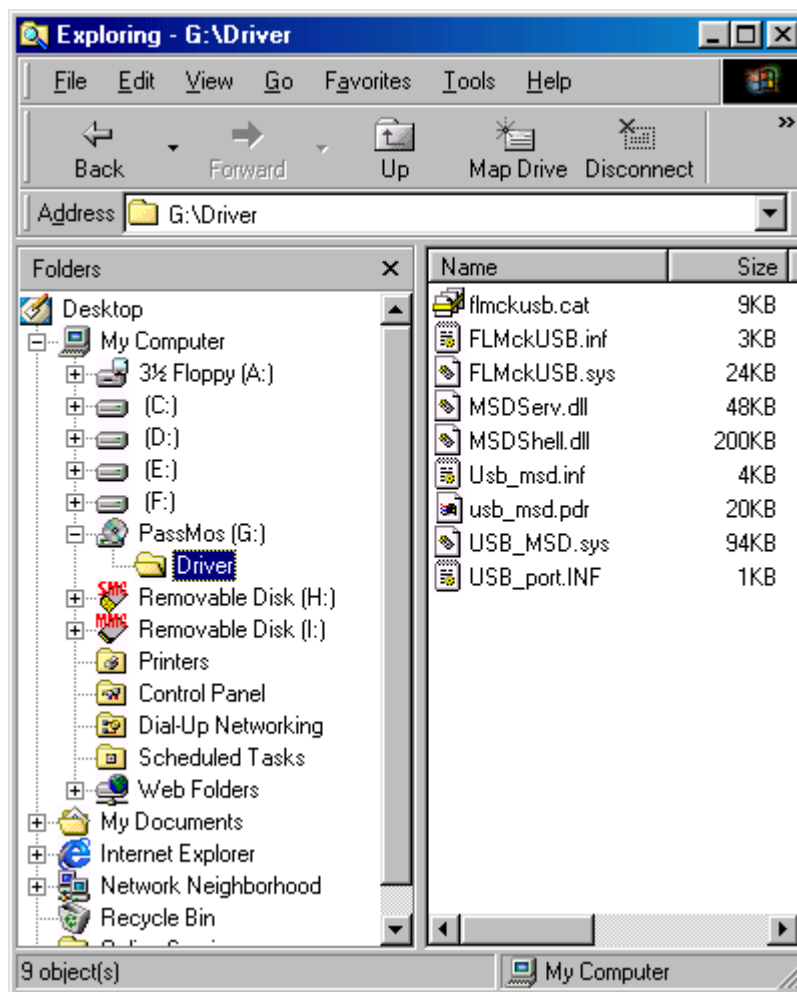 Exploring - G:\Driver
File Edit View Go Favorites Tools Help
Back Forward Up Map Drive Disconnect »
Address G:\Driver
Folders
Desktop
My Computer
3½ Floppy (A:)
(C:)
(D:)
(E:)
(F:)
PassMos (G:)
Driver
SMC Removable Disk (H:)
MMC Removable Disk (I:)
Printers
Control Panel
Dial-Up Networking
Scheduled Tasks
Web Folders
My Documents
Internet Explorer
Network Neighborhood
Recycle Bin
Name Size
flmckusb.cat 9KB
FLMckUSB.inf 3KB
FLMckUSB.sys 24KB
MSDServ.dll 48KB
MSDShell.dll 200KB
Usb_msd.inf 4KB
usb_msd.pdr 20KB
USB_MSD.sys 94KB
USB_port.INF 1KB
9 object(s) My Computer